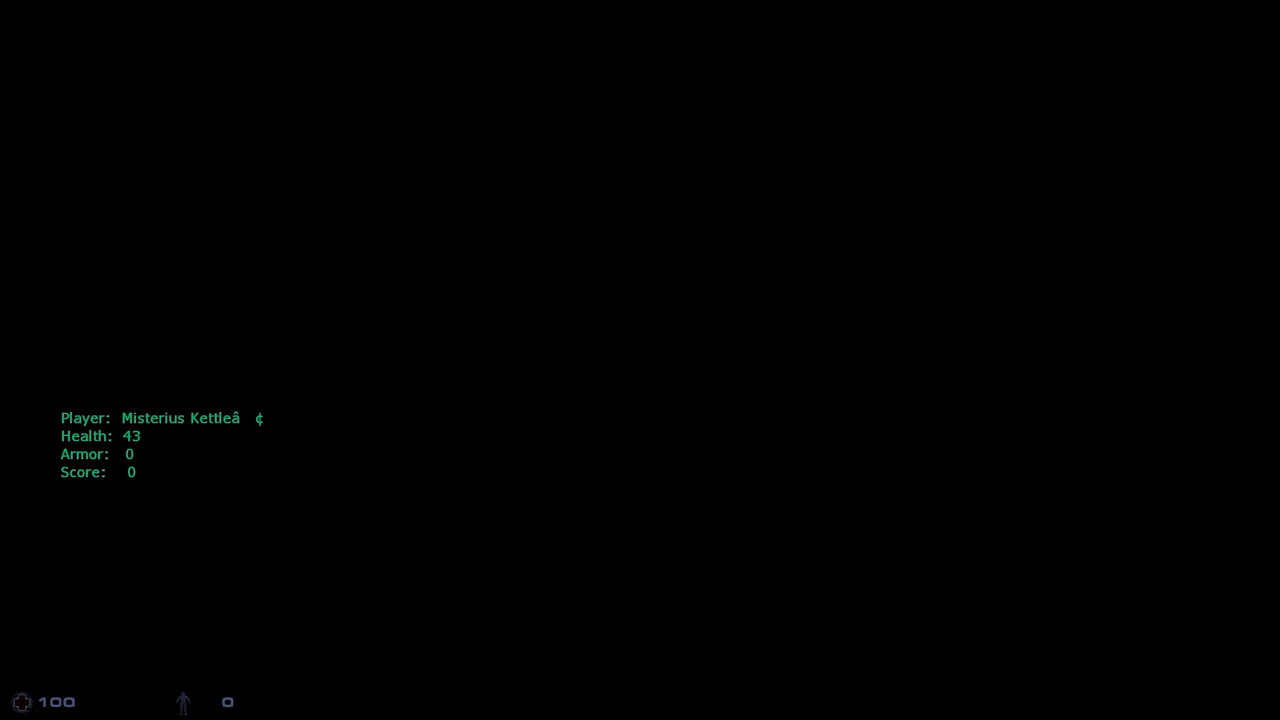 Player: Misterius Kettleâ ¢
Health: 43
Armor: 0
Score: 0
100 0